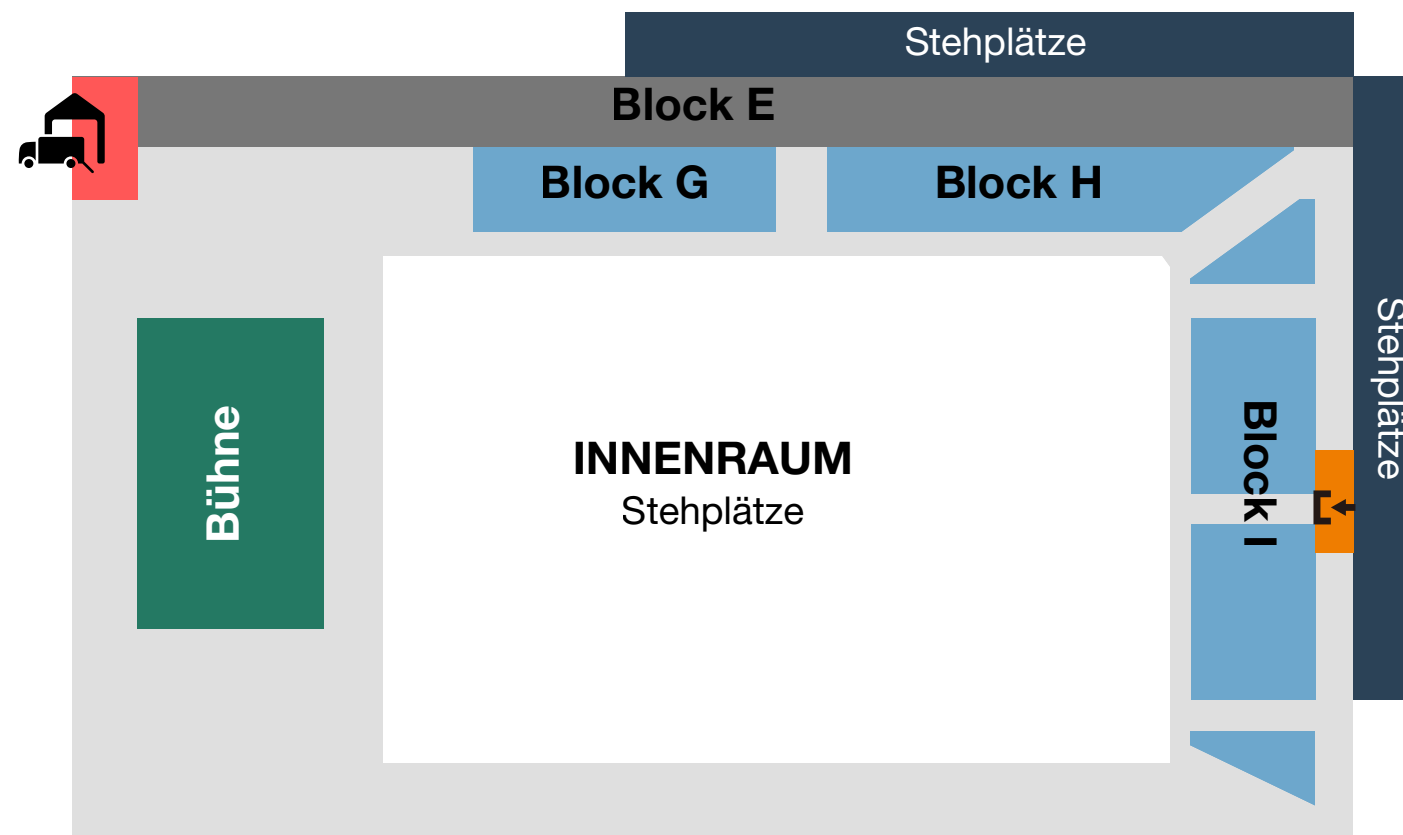 Stehplätze
Block E
Block G
Block H
Stehplätze
Bühne
Block I
INNENRAUM
Stehplätze